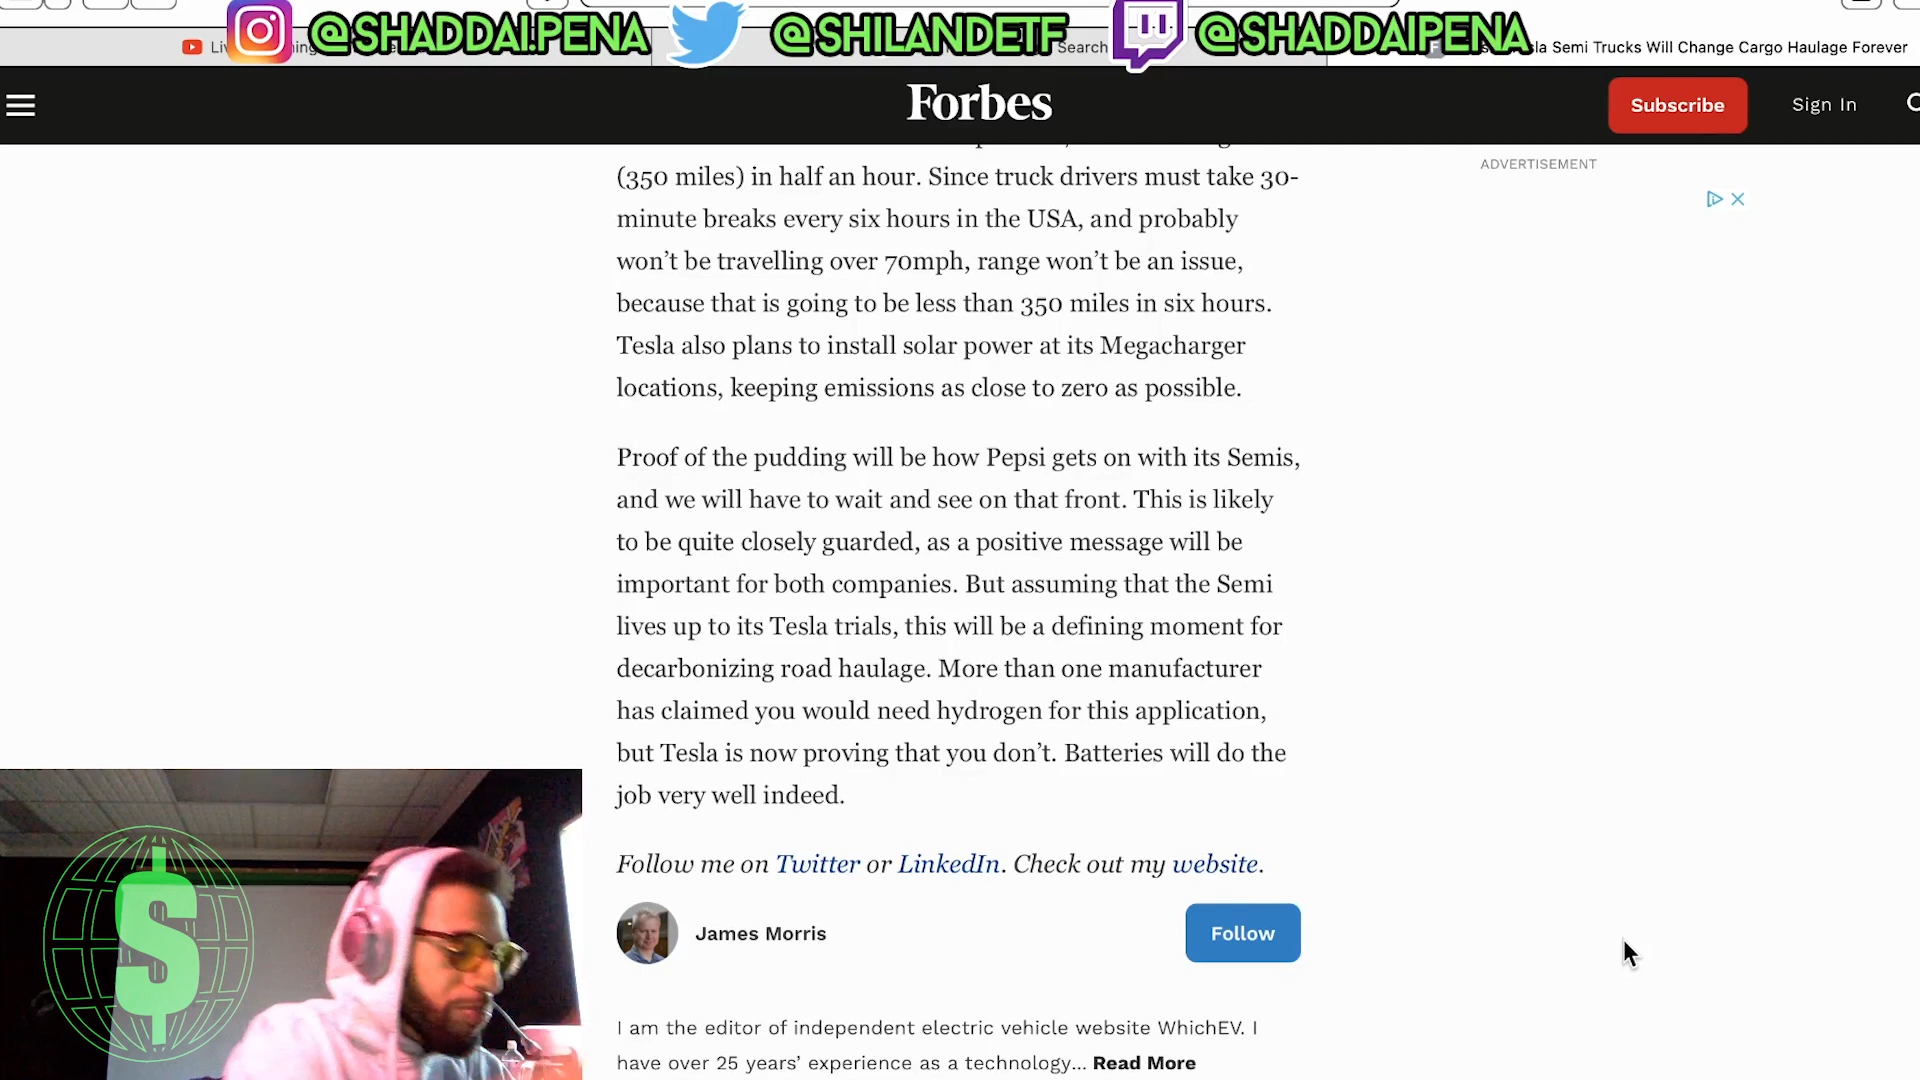 @SHADDAI.PENA @SHILANDETF @SHADDAIPENA
Search
sla Semi Trucks Will Change Cargo Haulage Forever
Forbes
Subscribe
Sign In
ADVERTISEMENT
(350 miles) in half an hour. Since truck drivers must take 30-
minute breaks every six hours in the USA, and probably
won’t be travelling over 70mph, range won’t be an issue,
because that is going to be less than 350 miles in six hours.
Tesla also plans to install solar power at its Megacharger
locations, keeping emissions as close to zero as possible.
Proof of the pudding will be how Pepsi gets on with its Semis,
and we will have to wait and see on that front. This is likely
to be quite closely guarded, as a positive message will be
important for both companies. But assuming that the Semi
lives up to its Tesla trials, this will be a defining moment for
decarbonizing road haulage. More than one manufacturer
has claimed you would need hydrogen for this application,
but Tesla is now proving that you don’t. Batteries will do the
job very well indeed.
Follow me on Twitter or LinkedIn. Check out my website.
James Morris
Follow
$
I am the editor of independent electric vehicle website WhichEV. I
have over 25 years’ experience as a technology... Read More